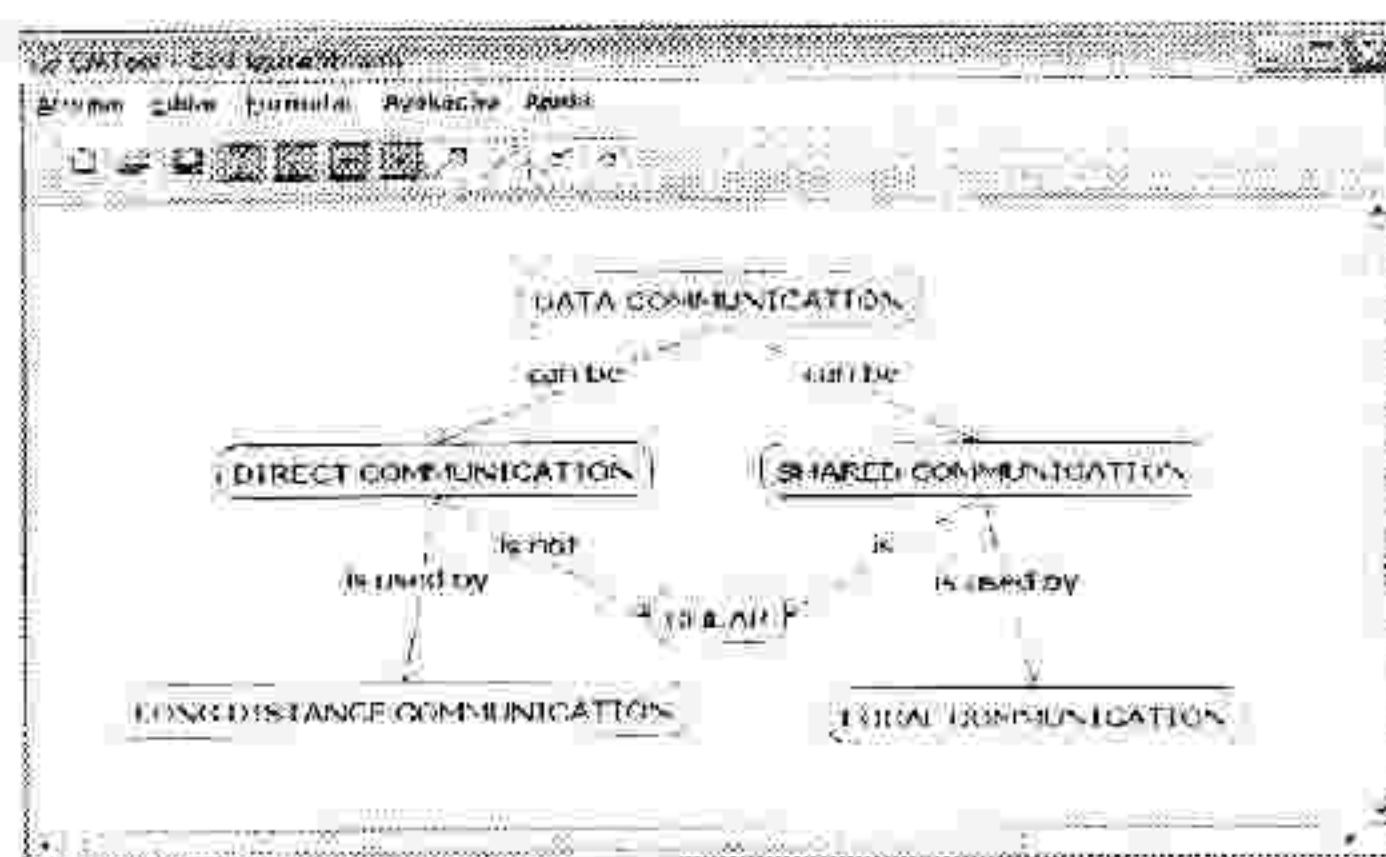 Ajuda
DATA COMMUNICATION
can be can be
DIRECT COMMUNICATION SHARED COMMUNICATION
is not is
is used by is used by
LONG DISTANCE COMMUNICATION LOCAL COMMUNICATION